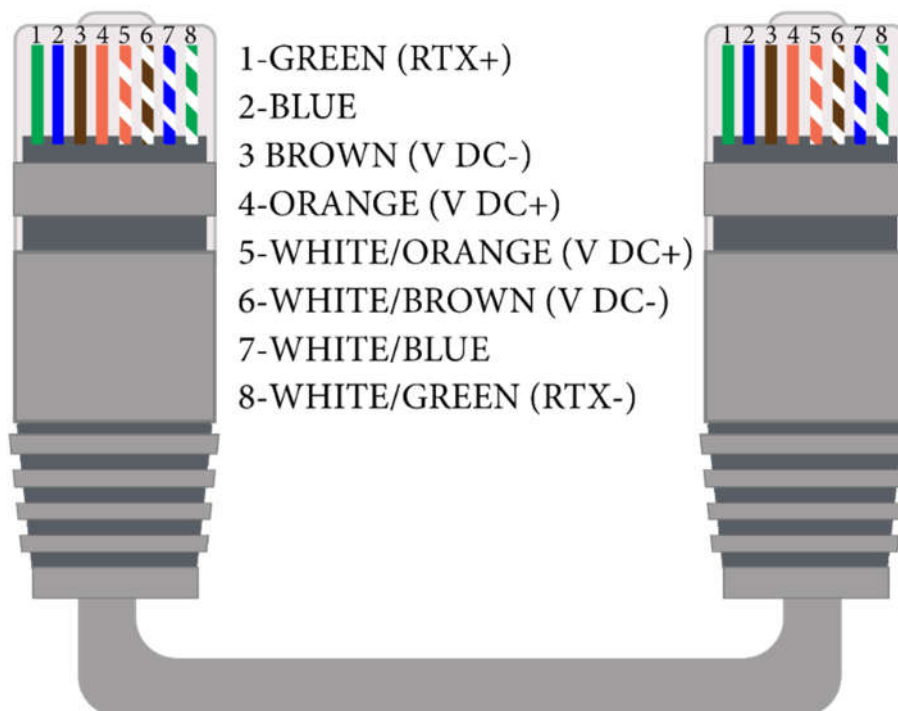 1 2 3 4 5 6 7 8
1 2 3 4 5 6 7 8
1-GREEN (RTX+)
2-BLUE
3 BROWN (V DC-)
4-ORANGE (V DC+)
5-WHITE/ORANGE (V DC+)
6-WHITE/BROWN (V DC-)
7-WHITE/BLUE
8-WHITE/GREEN (RTX-)